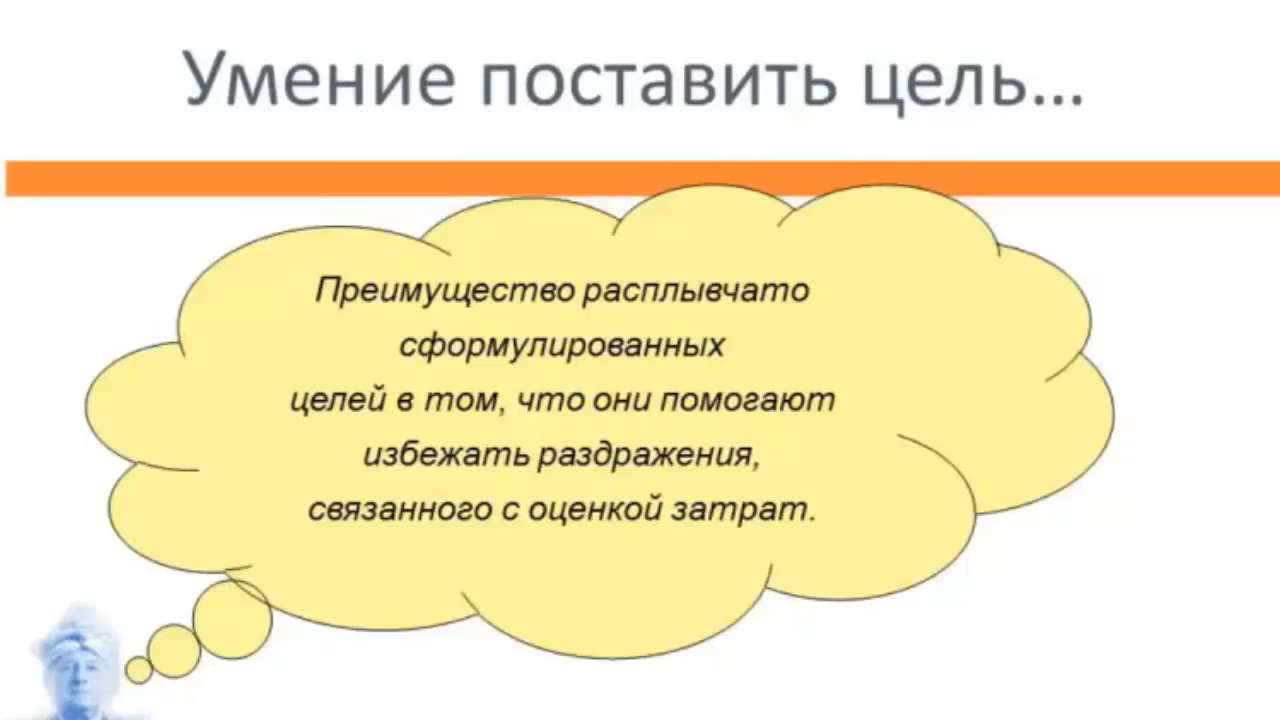 Умение поставить цель...
Преимущество расплывчато
сформулированных
целей в том, что они помогают
избежать раздражения,
связанного с оценкой затрат.